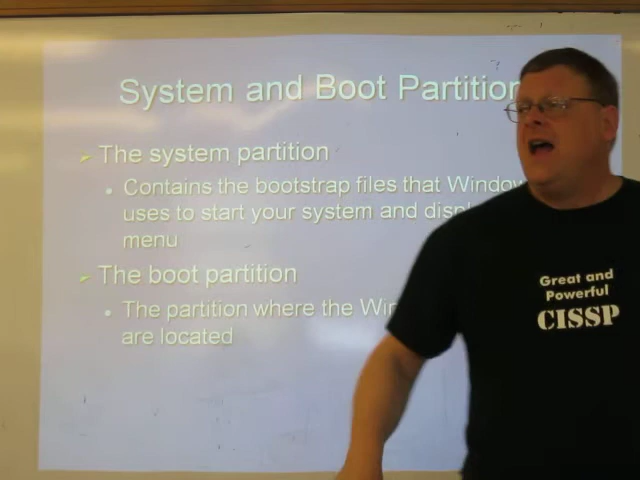 System and Boot Partition
The system partition
Contains the bootstrap files that Window
uses to start your system and disp
menu
The boot partition
The partition where the Wi
are located
Great and
Powerful
CISSP